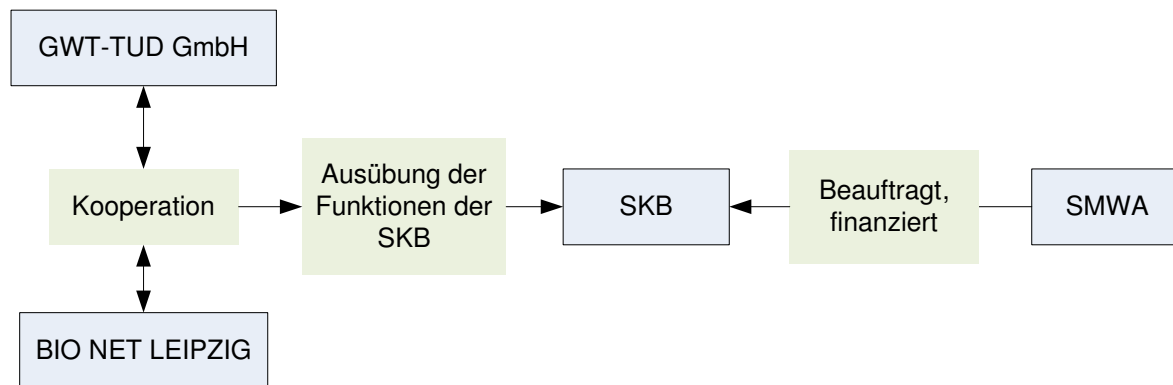 GWT-TUD GmbH
Kooperation
Ausübung der
Funktionen der
SKB
SKB
Beauftragt,
finanziert
SMWA
BIO NET LEIPZIG